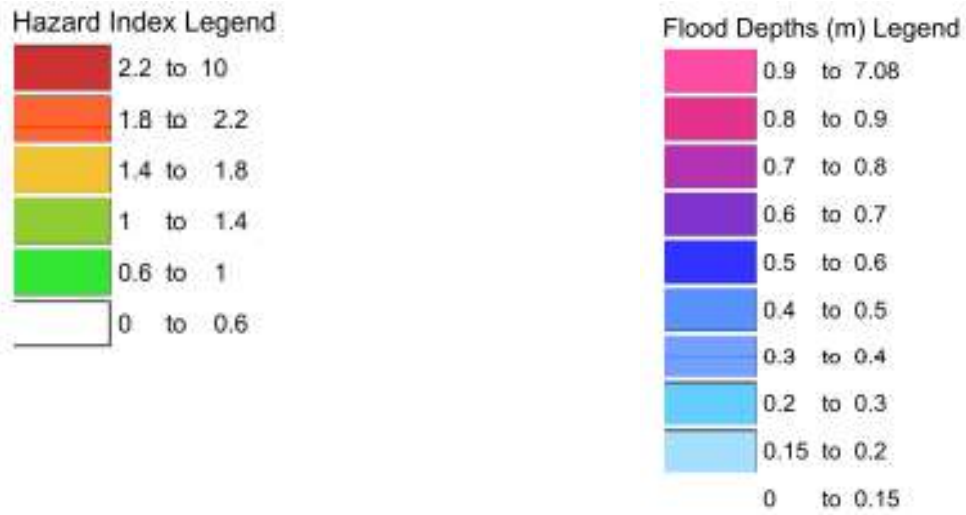 Hazard Index Legend
2.2 to 10
1.8 to 2.2
1.4 to 1.8
1 to 1.4
0.6 to 1
0 to 0.6
Flood Depths (m) Legend
0.9 to 7.08
0.8 to 0.9
0.7 to 0.8
0.6 to 0.7
0.5 to 0.6
0.4 to 0.5
0.3 to 0.4
0.2 to 0.3
0.15 to 0.2
0 to 0.15